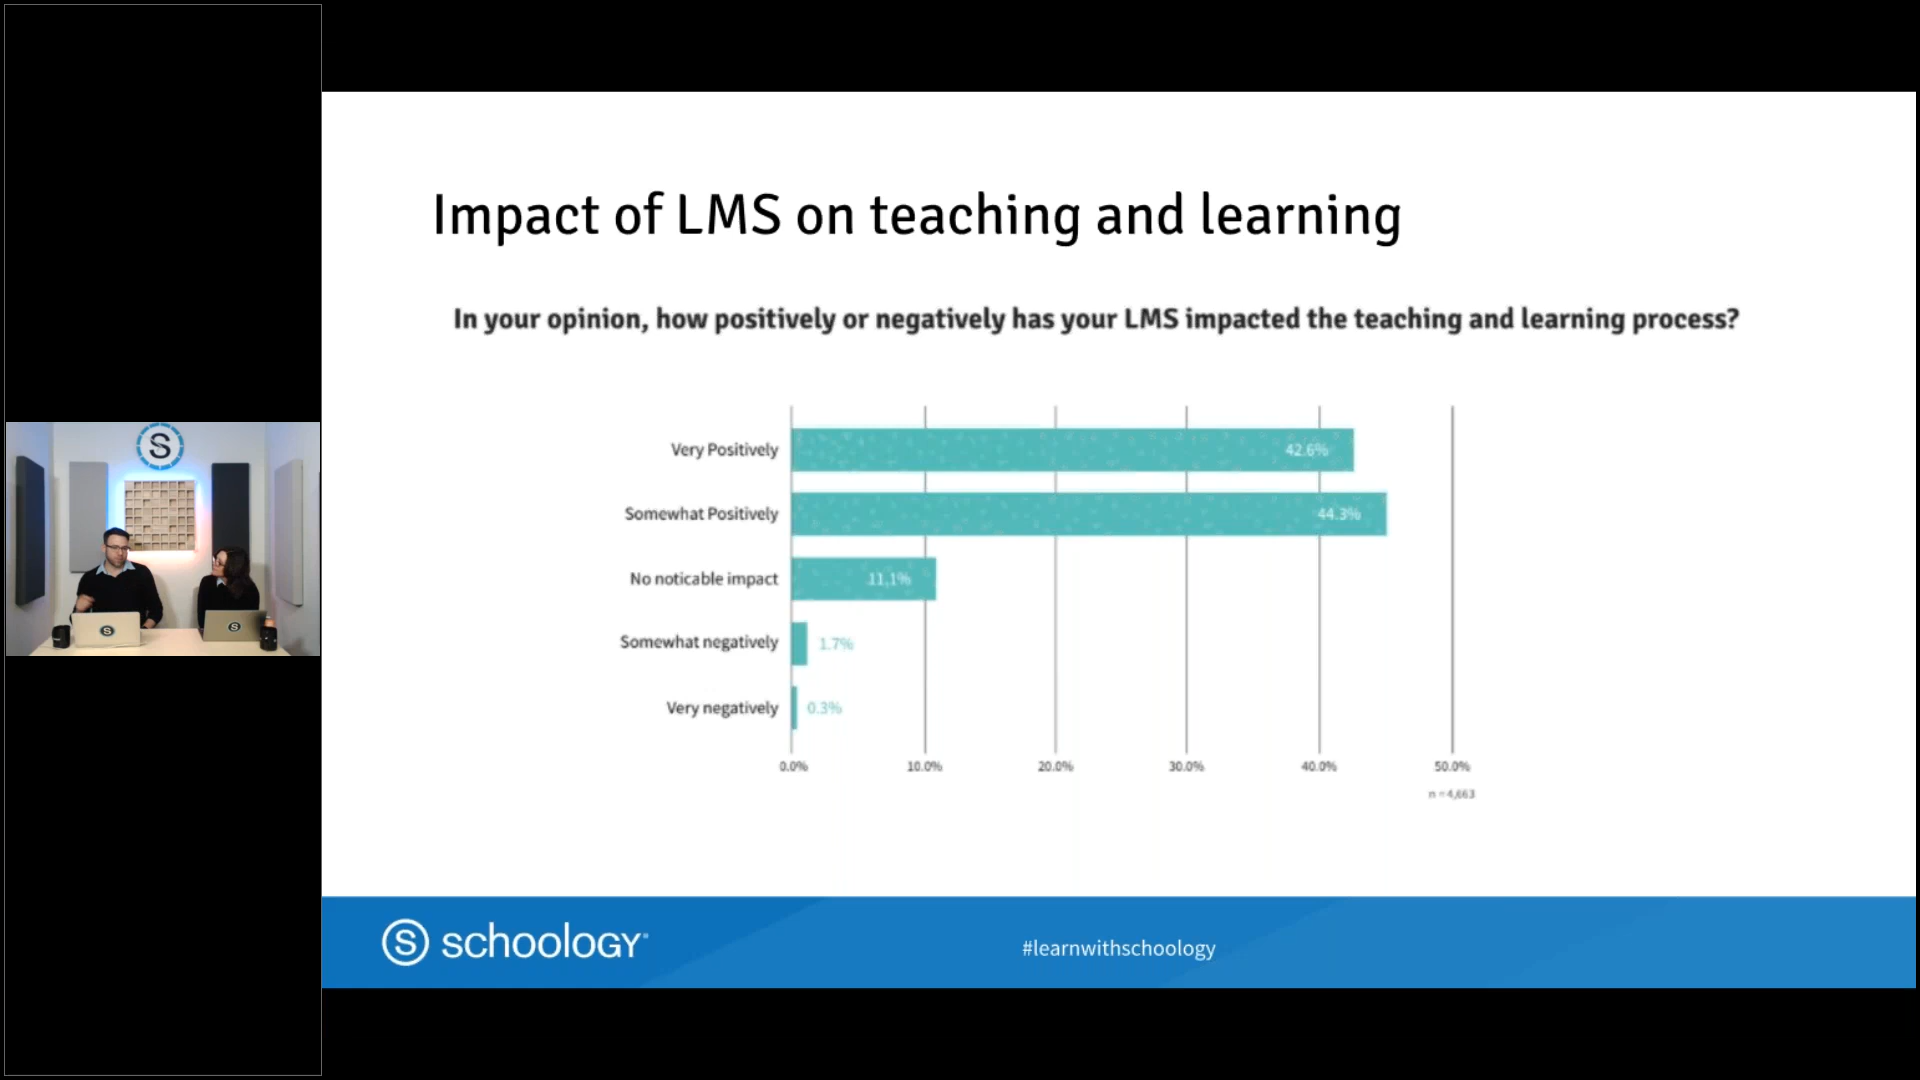 Impact of LMS on teaching and learning
In your opinion, how positively or negatively has your LMS impacted the teaching and learning process?
Very Positively 42.6%
Somewhat Positively 44.3%
No noticable impact 11.1%
Somewhat negatively 1.7%
Very negatively 0.3%
0.0% 10.0% 20.0% 30.0% 40.0% 50.0%
n = 4,663
S schoology
#learnwithschoology
S
S
S